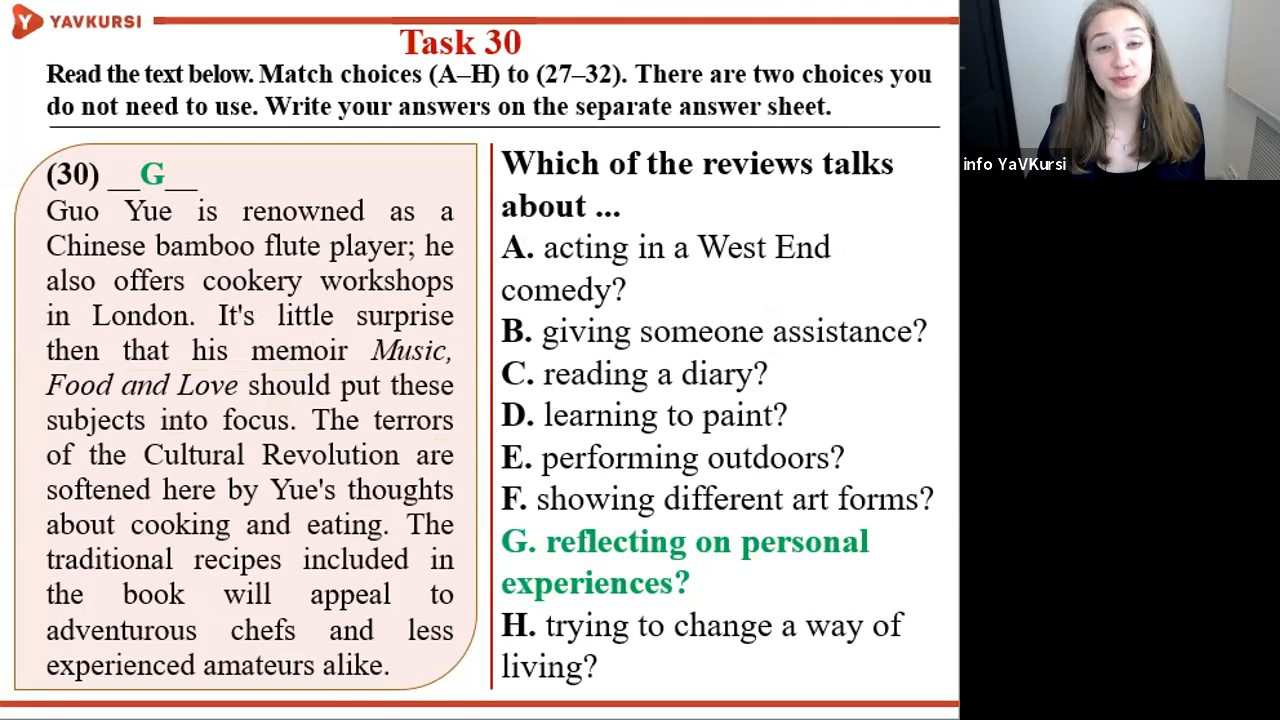 YAVKURSI
Task 30
Read the text below. Match choices (A–H) to (27–32). There are two choices you
do not need to use. Write your answers on the separate answer sheet.
(30) __G__
Guo Yue is renowned as a
Chinese bamboo flute player; he
also offers cookery workshops
in London. It's little surprise
then that his memoir Music,
Food and Love should put these
subjects into focus. The terrors
of the Cultural Revolution are
softened here by Yue's thoughts
about cooking and eating. The
traditional recipes included in
the book will appeal to
adventurous chefs and less
experienced amateurs alike.
Which of the reviews talks
about ...
A. acting in a West End
comedy?
B. giving someone assistance?
C. reading a diary?
D. learning to paint?
E. performing outdoors?
F. showing different art forms?
G. reflecting on personal
experiences?
H. trying to change a way of
living?
info YaVKursi